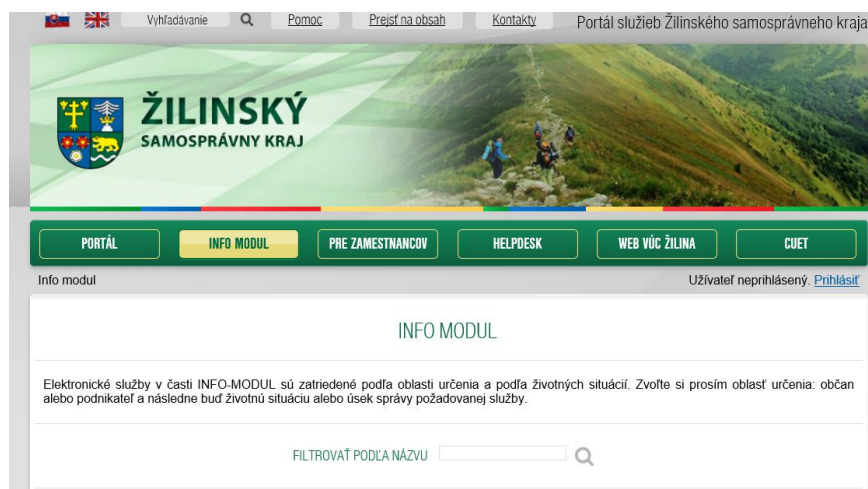 Vyhľadávanie Pomoc Prejsť na obsah Kontakty Portál služieb Žilinského samosprávneho kraja
ŽILINSKÝ
SAMOSPRÁVNY KRAJ
PORTÁL INFO MODUL PRE ZAMESTNANCOV HELPDESK WEB VÚC ŽILINA CUET
Info modul Užívateľ neprihlásený. Prihlásiť
INFO MODUL
Elektronické služby v časti INFO-MODUL sú zatriedené podľa oblasti určenia a podľa životných situácií. Zvoľte si prosím oblasť určenia: občan
alebo podnikateľ a následne buď životnú situáciu alebo úsek správy požadovanej služby.
FILTROVAŤ PODĽA NÁZVU